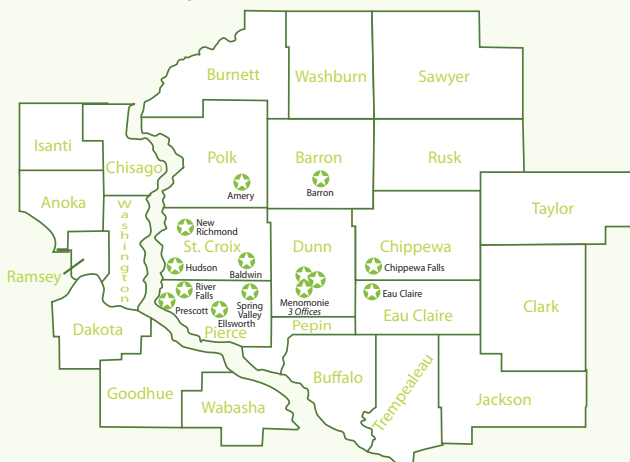 Burnett
Washburn
Sawyer
Isanti
Chisago
Polk
Barron
Rusk
Amery
Barron
Anoka
Washington
Taylor
New
Richmond
St. Croix
Dunn
Chippewa
Ramsey
Hudson
Baldwin
Chippewa Falls
River
Falls
Prescott
Spring
Valley
Ellsworth
Menomonie
3 Offices
Eau Claire
Eau Claire
Clark
Dakota
Pierce
Pepin
Buffalo
Trempealeau
Goodhue
Wabasha
Jackson